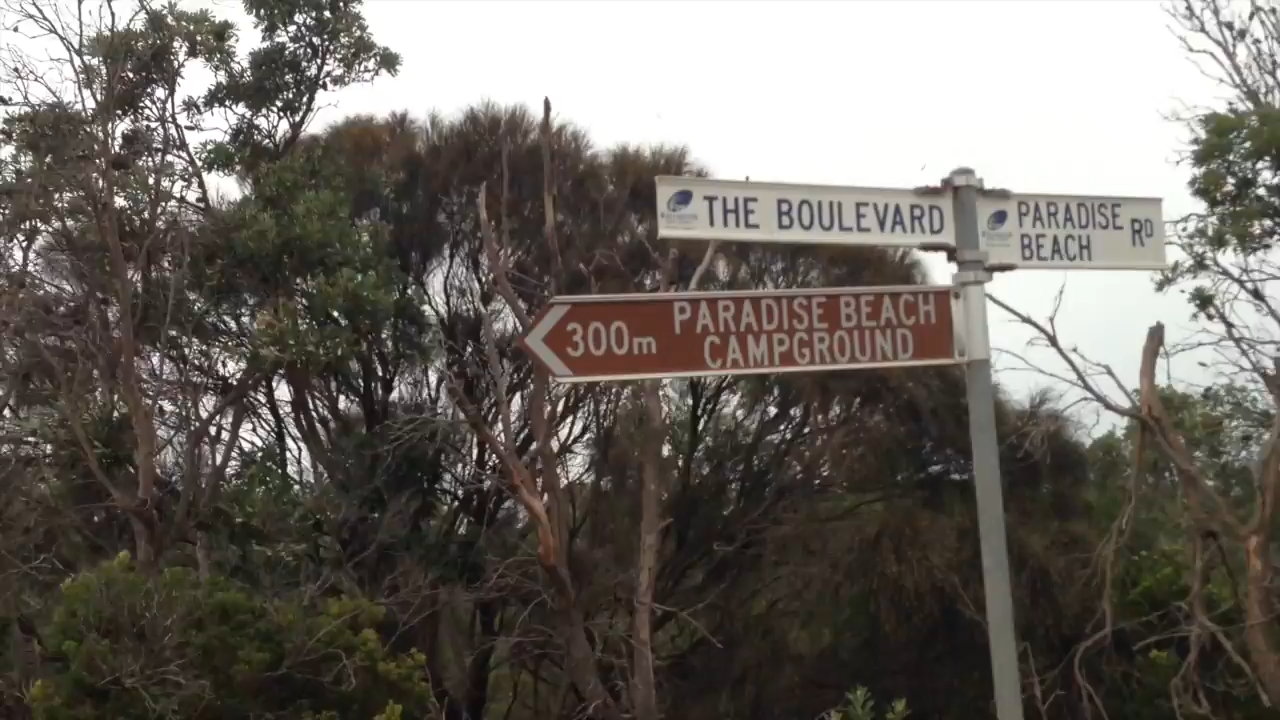 THE BOULEVARD
PARADISE
BEACH RD
300m PARADISE BEACH
CAMPGROUND